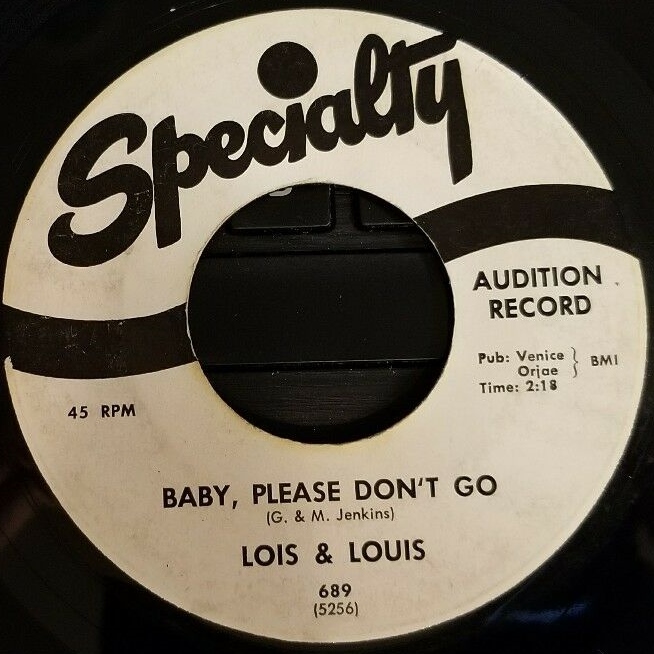 Specialty
AUDITION
RECORD
Pub: Venice } BMI
Orjae
Time: 2:18
45 RPM
BABY, PLEASE DON'T GO
(G. & M. Jenkins)
LOIS & LOUIS
689
(5256)